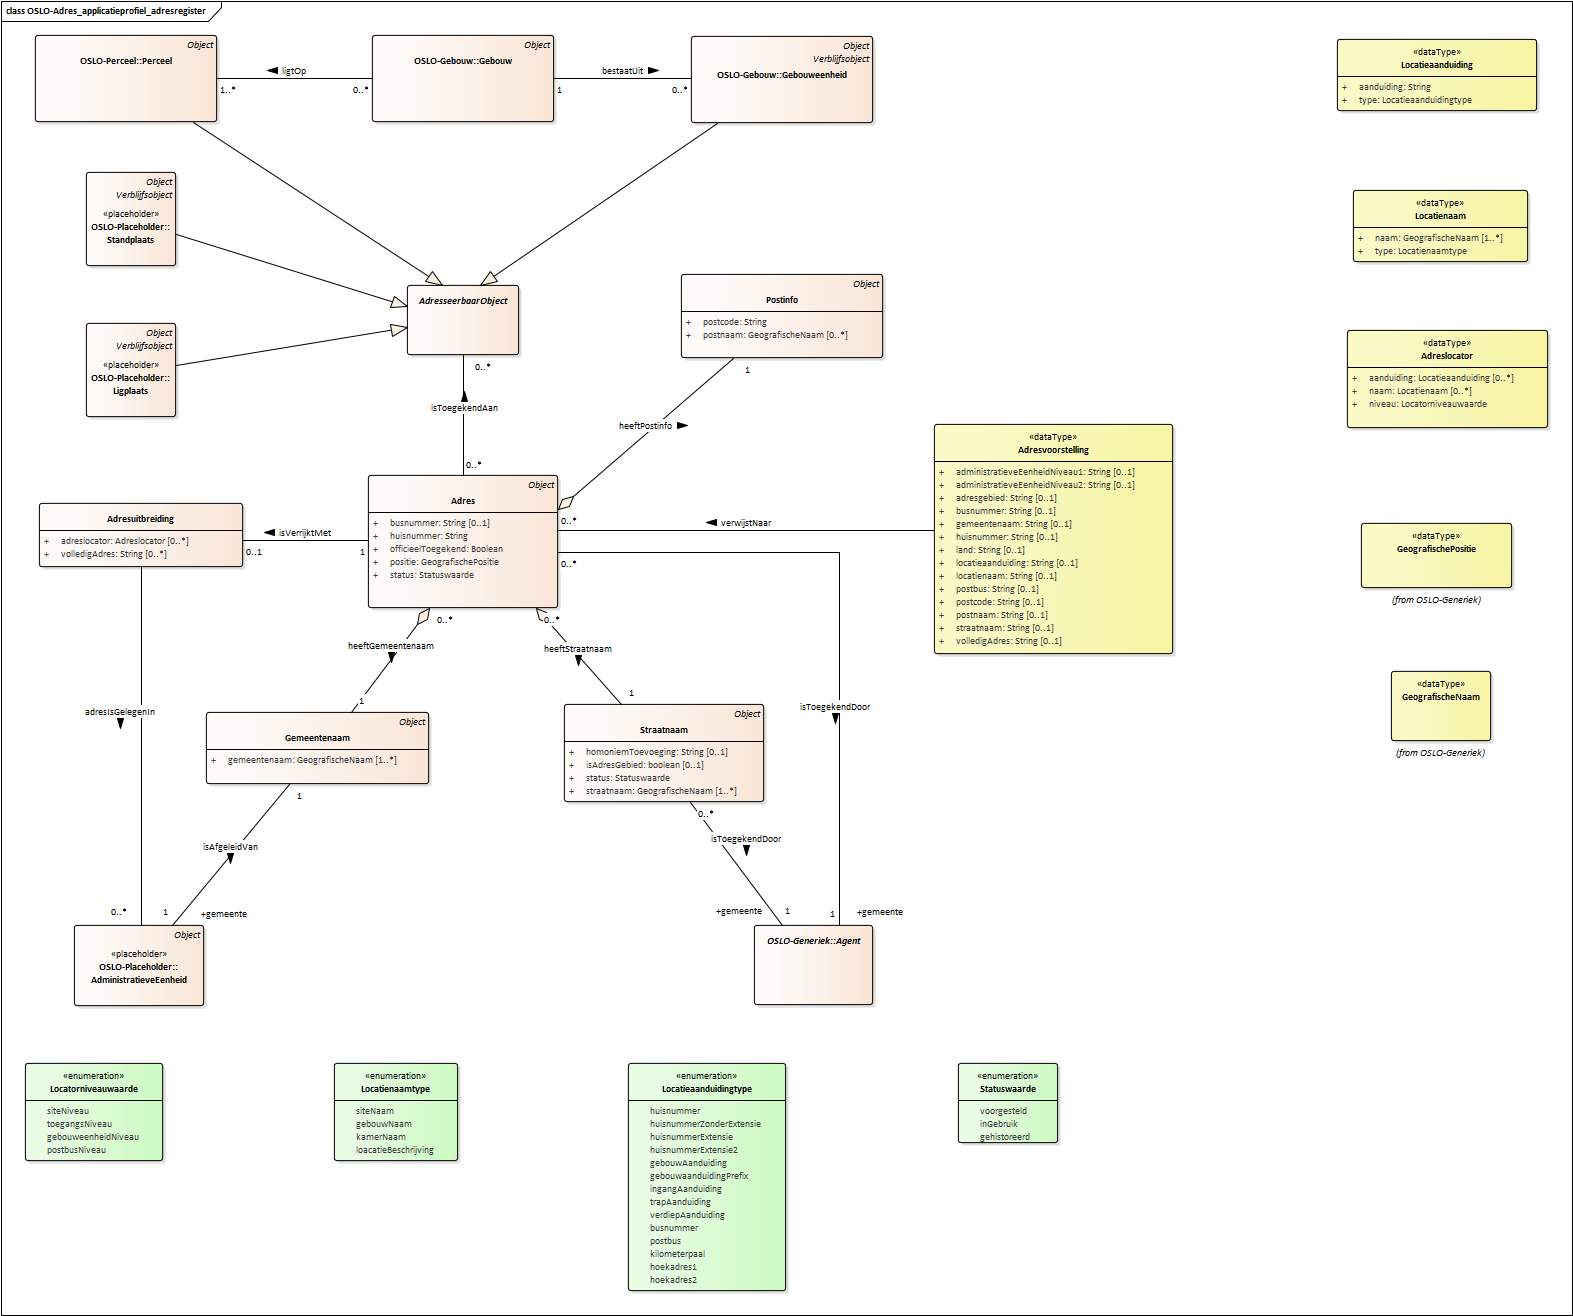 class OSLO-Adres_applicatieprofiel_adresregister
Object
OSLO-Perceel::Perceel
ligtOp
1..*
0..*
Object
OSLO-Gebouw::Gebouw
bestaatUit
1
0..*
Object
Verblijfsobject
OSLO-Gebouw::Gebouweenheid
«dataType»
Locatieaanduiding
+ aanduiding: String
+ type: Locatieaanduidingtype
Object
Verblijfsobject
«placeholder»
OSLO-Placeholder::
Standplaats
«dataType»
Locatienaam
+ naam: GeografischeNaam [1..*]
+ type: Locatienaamtype
AdresseerbaarObject
Object
Postinfo
+ postcode: String
+ postnaam: GeografischeNaam [0..*]
Object
Verblijfsobject
«placeholder»
OSLO-Placeholder::
Ligplaats
«dataType»
Adreslocator
+ aanduiding: Locatieaanduiding [0..*]
+ naam: Locatienaam [0..*]
+ niveau: Locatorniveauwaarde
0..*
isToegekendAan
0..*
1
heeftPostinfo
0..*
«dataType»
Adresvoorstelling
+ administratieveEenheidNiveau1: String [0..1]
+ administratieveEenheidNiveau2: String [0..1]
+ adresgebied: String [0..1]
+ busnummer: String [0..1]
+ gemeentenaam: String [0..1]
+ huisnummer: String [0..1]
+ land: String [0..1]
+ locatieaanduiding: String [0..1]
+ locatienaam: String [0..1]
+ postbus: String [0..1]
+ postcode: String [0..1]
+ postnaam: String [0..1]
+ straatnaam: String [0..1]
+ volledigAdres: String [0..1]
Object
Adres
+ busnummer: String [0..1]
+ huisnummer: String
+ officieelToegekend: Boolean
+ positie: GeografischePositie
+ status: Statuswaarde
verwijstNaar
Adresuitbreiding
+ adreslocator: Adreslocator [0..*]
+ volledigAdres: String [0..*]
isVerrijktMet
0..1
1
0..*
«dataType»
GeografischePositie
(from OSLO-Generiek)
0..*
heeftGemeentenaam
1
0..*
heeftStraatnaam
1
«dataType»
GeografischeNaam
(from OSLO-Generiek)
adresIsGelegenIn
isToegekendDoor
Object
Gemeentenaam
+ gemeentenaam: GeografischeNaam [1..*]
Object
Straatnaam
+ homoniemToevoeging: String [0..1]
+ isAdresGebied: boolean [0..1]
+ status: Statuswaarde
+ straatnaam: GeografischeNaam [1..*]
1
isAfgeleidVan
0..*
isToegekendDoor
0..*
1
+gemeente
+gemeente
1
1
+gemeente
Object
«placeholder»
OSLO-Placeholder::
AdministratieveEenheid
OSLO-Generiek::Agent
«enumeration»
Locatorniveauwaarde
siteNiveau
toegangsNiveau
gebouweenheidNiveau
postbusNiveau
«enumeration»
Locatienaamtype
siteNaam
gebouwNaam
kamerNaam
loacatieBeschrijving
«enumeration»
Locatieaanduidingtype
huisnummer
huisnummerZonderExtensie
huisnummerExtensie
huisnummerExtensie2
gebouwAanduiding
gebouwaanduidingPrefix
ingangAanduiding
trapAanduiding
verdiepAanduiding
busnummer
postbus
kilometerpaal
hoekadres1
hoekadres2
«enumeration»
Statuswaarde
voorgesteld
inGebruik
gehistoreerd